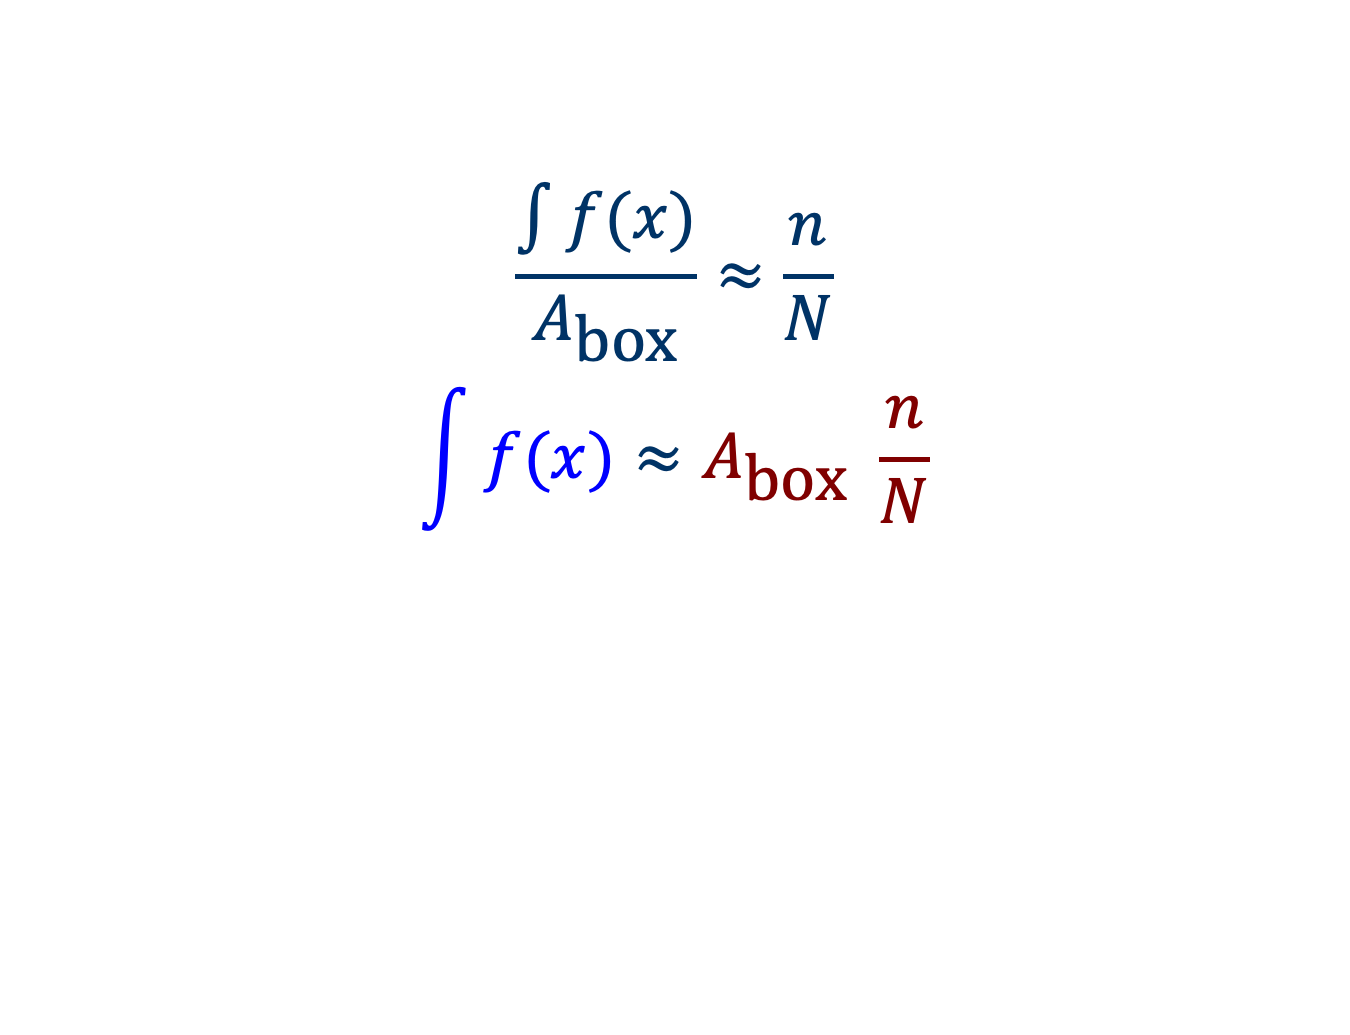 ∫ f(x) / A_box ≈ n / N
∫ f(x) ≈ A_box n / N